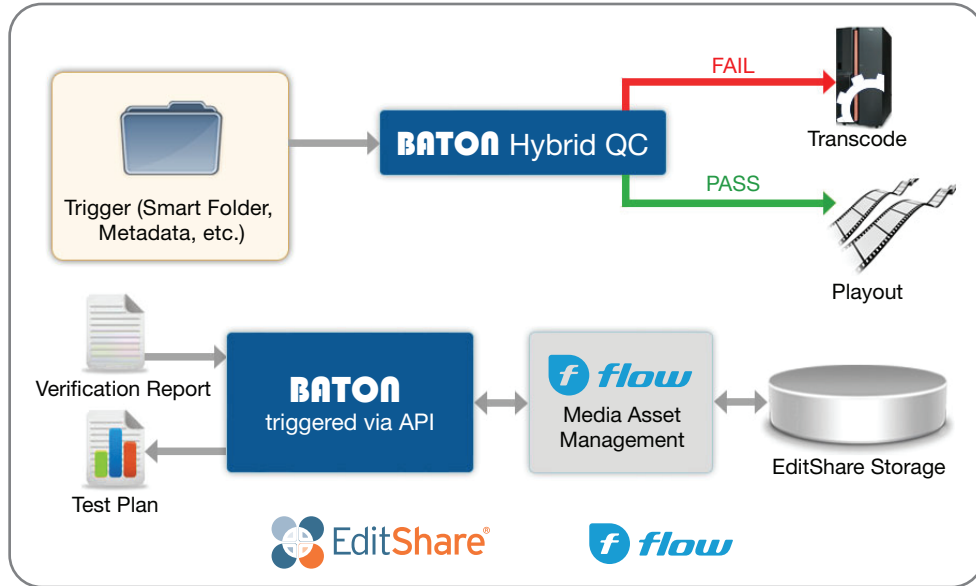 FAIL
BATON Hybrid QC
Transcode
Trigger (Smart Folder,
Metadata, etc.)
PASS
Playout
Verification Report
BATON
triggered via API
flow
Media Asset
Management
EditShare Storage
Test Plan
EditShare®
flow